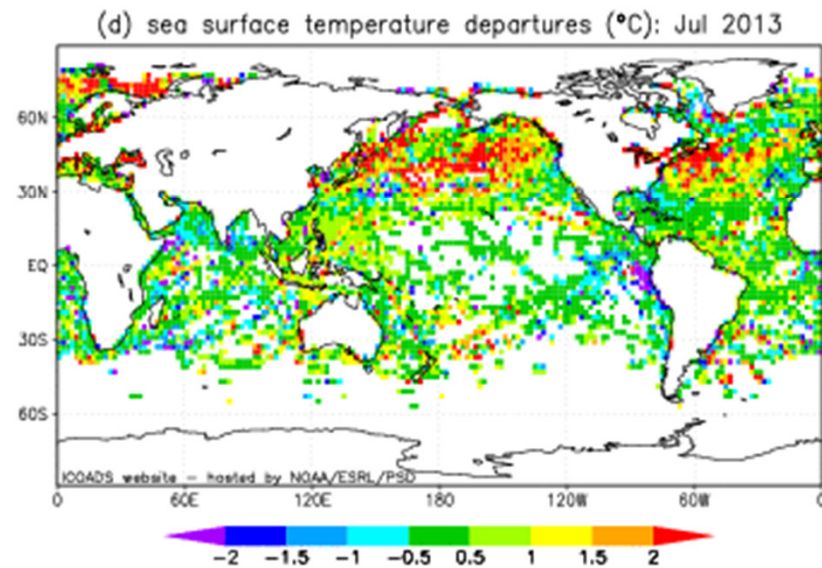 (d) sea surface temperature departures (°C): Jul 2013
60N
30N
EQ
30S
60S
ICOADS website – hosted by NOAA/ESRL/PSD
0 60E 120E 180 120W 60W 0
-2 -1.5 -1 -0.5 0.5 1 1.5 2